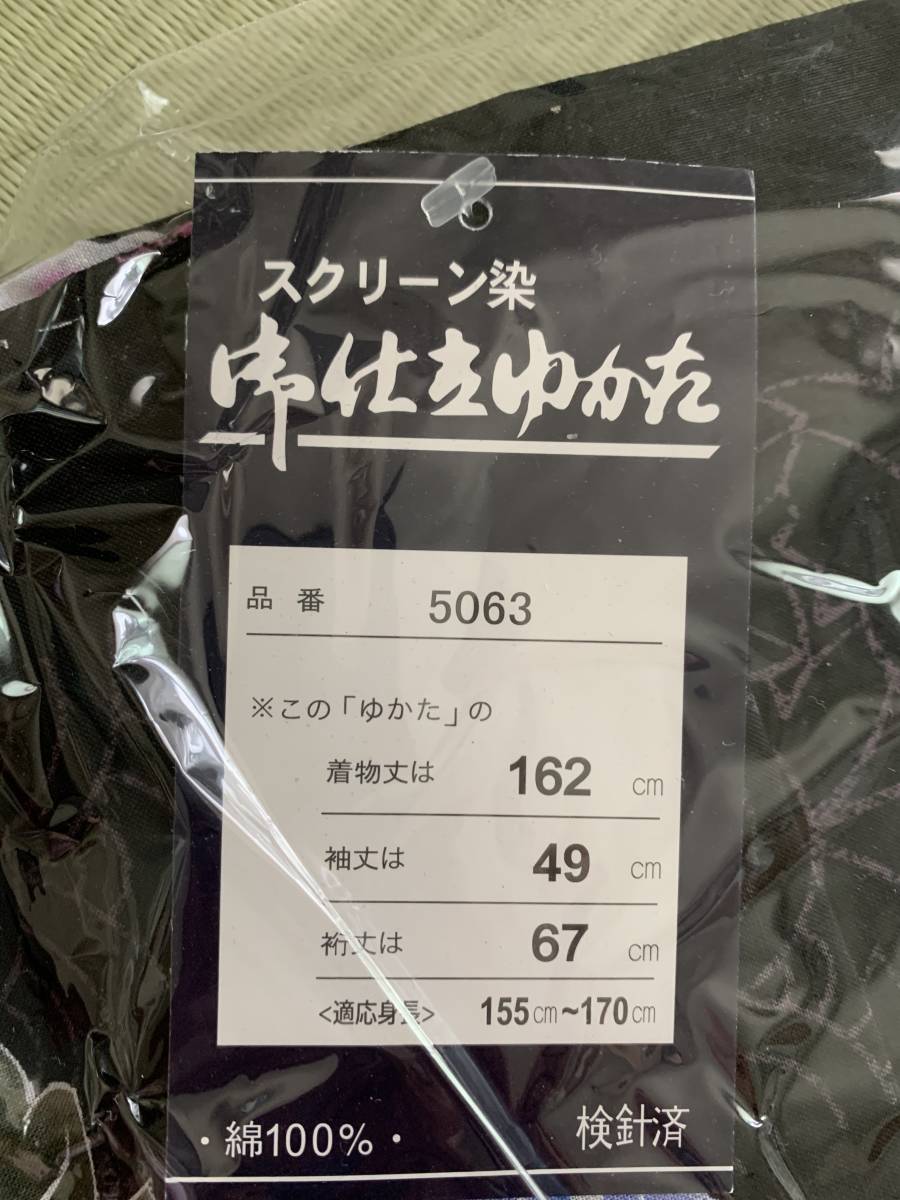 スクリーン染
御仕立ゆかた
品番 5063
※この「ゆかた」の
着物丈は 162 cm
袖丈は 49 cm
裄丈は 67 cm
<適応身長> 155cm~170cm
・綿100%・ 検針済